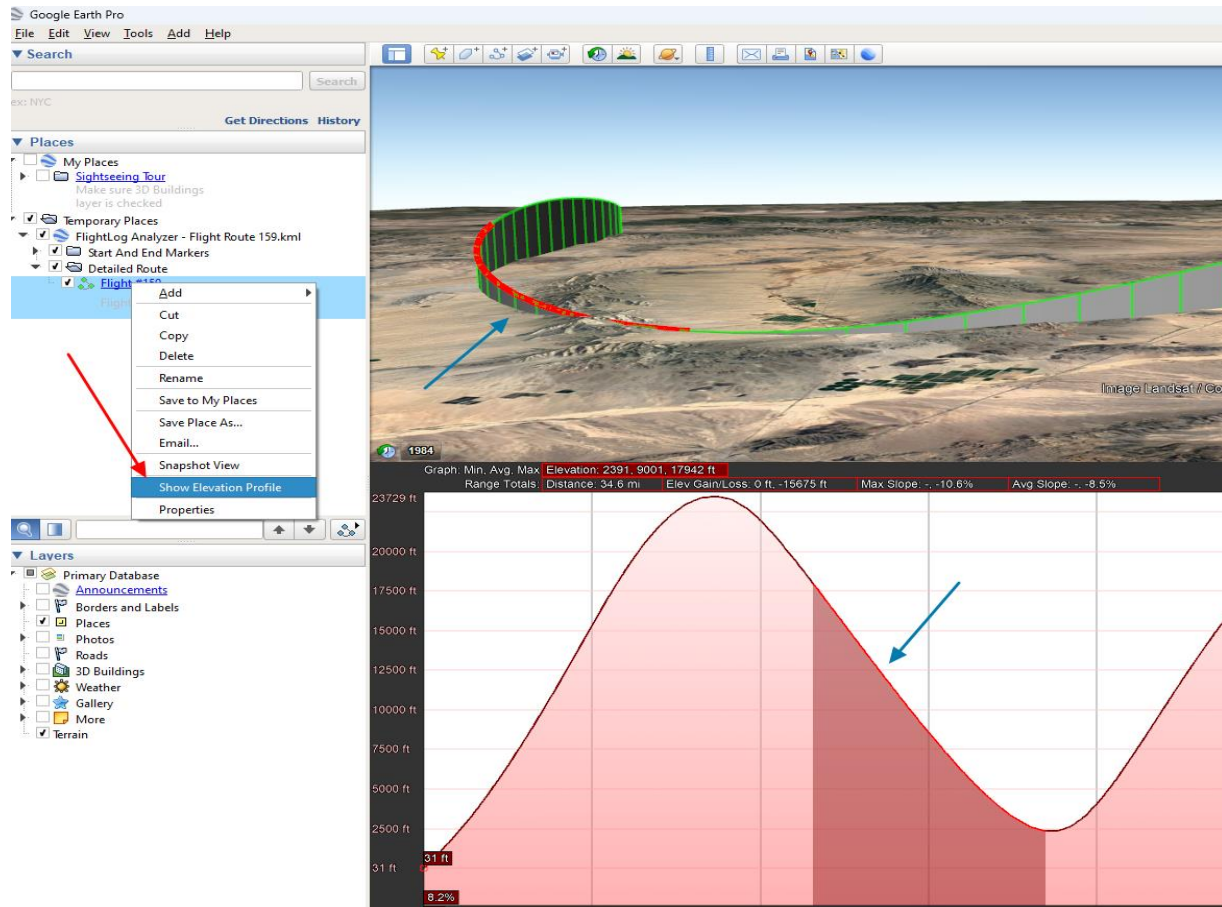 Google Earth Pro
File Edit View Tools Add Help
Search
Search
ex: NYC
Get Directions History
Places
My Places
Sightseeing Tour
Make sure 3D Buildings
layer is checked
Temporary Places
FlightLog Analyzer - Flight Route 159.kml
Start And End Markers
Detailed Route
Flight #159
Add
Cut
Copy
Delete
Rename
Save to My Places
Save Place As...
Email...
Snapshot View
Show Elevation Profile
Properties
Layers
Primary Database
Announcements
Borders and Labels
Places
Photos
Roads
3D Buildings
Weather
Gallery
More
Terrain
Image Landsat / Co
1984
Graph: Min, Avg, Max Elevation: 2391, 9001, 17942 ft
Range Totals: Distance: 34.6 mi Elev Gain/Loss: 0 ft, -15675 ft Max Slope: -, -10.6% Avg Slope: -, -8.5%
23729 ft
20000 ft
17500 ft
15000 ft
12500 ft
10000 ft
7500 ft
5000 ft
2500 ft
31 ft
31 ft
8.2%